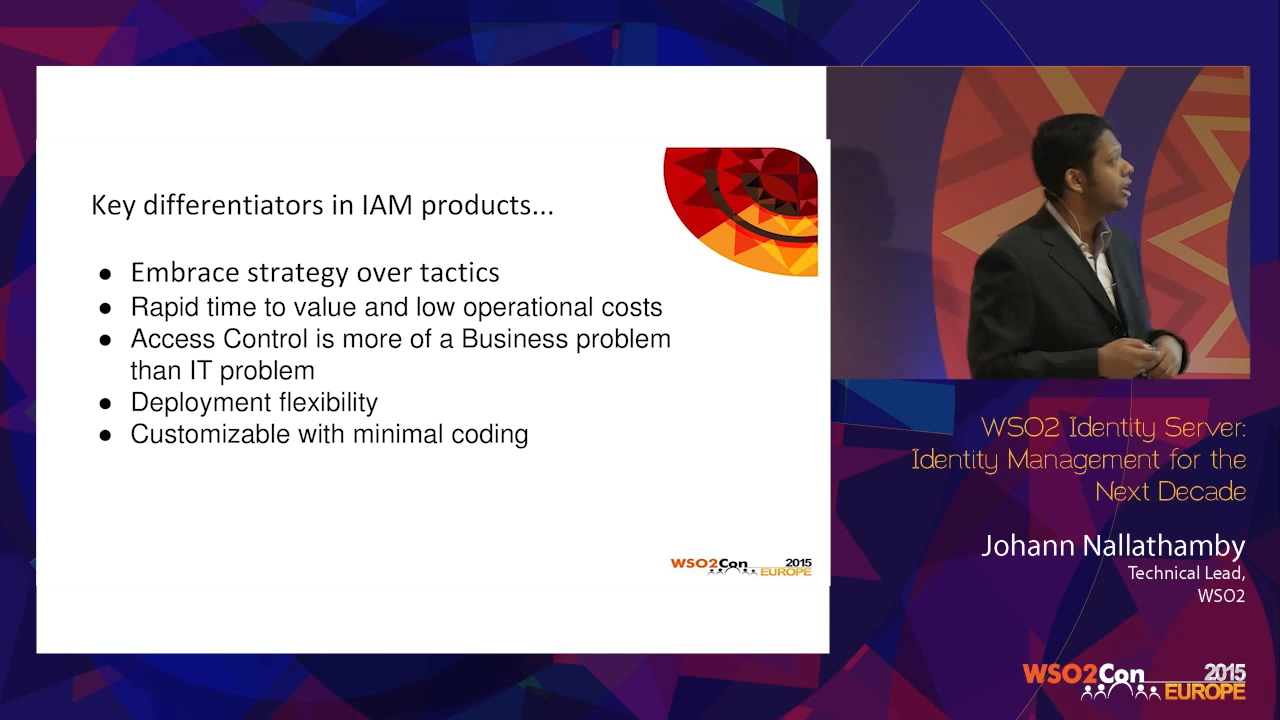 Key differentiators in IAM products...
● Embrace strategy over tactics
● Rapid time to value and low operational costs
● Access Control is more of a Business problem
than IT problem
● Deployment flexibility
● Customizable with minimal coding
WSO2Con 2015
EUROPE
WSO2 Identity Server:
Identity Management for the
Next Decade
Johann Nallathamby
Technical Lead,
WSO2
WSO2Con 2015
EUROPE